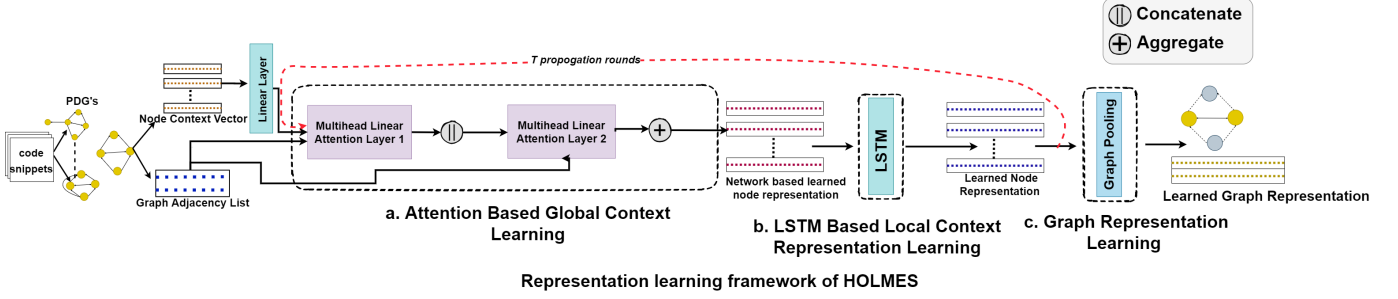 Concatenate
Aggregate
T propogation rounds
PDG's
code
snippets
Node Context Vector
Graph Adjacency List
Linear Layer
Multihead Linear
Attention Layer 1
Multihead Linear
Attention Layer 2
Network based learned
node representation
LSTM
Learned Node
Representation
Graph Pooling
Learned Graph Representation
a. Attention Based Global Context
Learning
b. LSTM Based Local Context
Representation Learning
c. Graph Representation
Learning
Representation learning framework of HOLMES